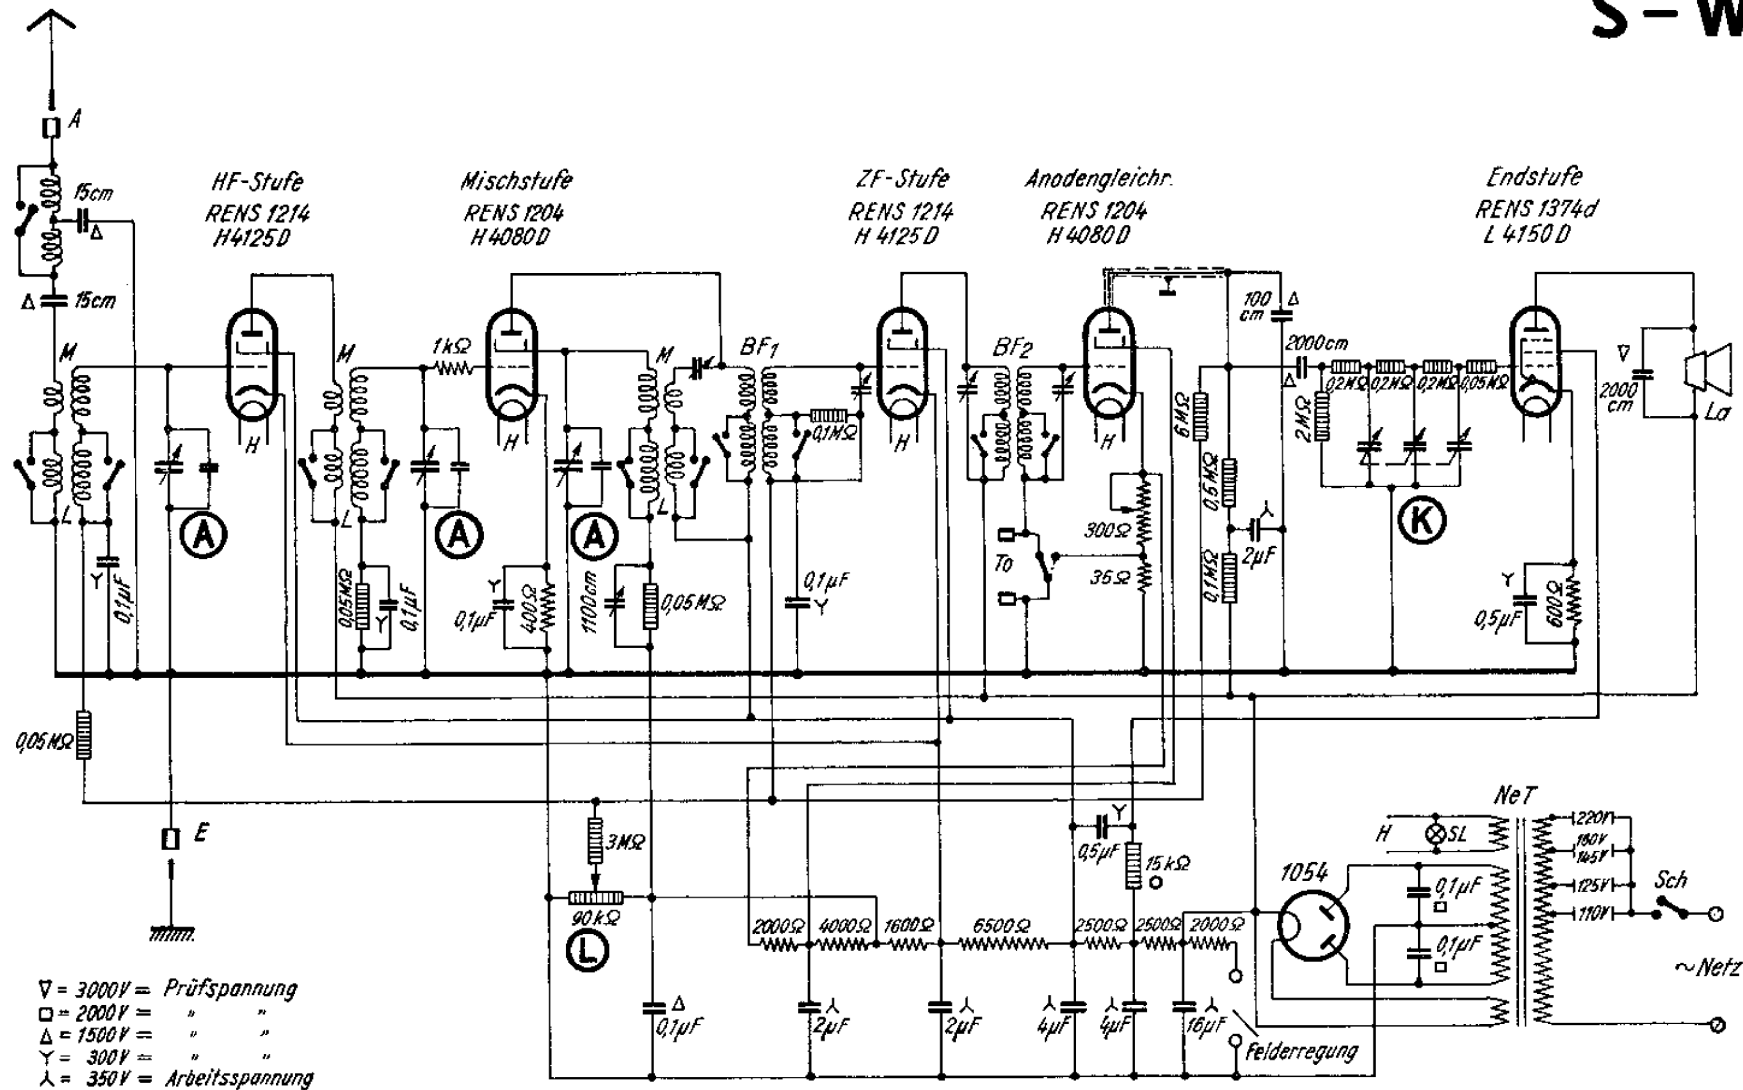 S – W
A
15cm
Δ
Δ 15cm
HF-Stufe
RENS 1214
H4125D
Mischstufe
RENS 1204
H4080D
ZF-Stufe
RENS 1214
H 4125D
Anodengleichr.
RENS 1204
H4080D
Endstufe
RENS 1374d
L 4150D
M
M
1kΩ
M
BF1
BF2
100 cm
Δ
2000cm
Δ
0,2MΩ
0,2MΩ
0,2MΩ
0,05MΩ
∇
2000 cm
La
H
H
H
H
0,1MΩ
6MΩ
2MΩ
0,5MΩ
L
L
L
A
A
A
K
Y
0,1µF
0,05MΩ
Y
0,1µF
Y
0,1µF
400Ω
1100cm
0,05MΩ
0,1µF
Y
To
300Ω
35Ω
0,1MΩ
⅄
2µF
Y
0,5µF
600Ω
0,05MΩ
E
3MΩ
90kΩ
L
Y
0,5µF
15kΩ
O
NeT
H
SL
220V
160V
145V
125V
110V
Sch
1054
0,1µF
□
0,1µF
□
~Netz
2000Ω
4000Ω
1600Ω
6500Ω
2500Ω
2500Ω
2000Ω
Δ
0,1µF
⅄
2µF
⅄
2µF
⅄
4µF
⅄
4µF
⅄
16µF
Felderregung
∇ = 3000V = Prüfspannung
□ = 2000V = " "
Δ = 1500V = " "
Y = 300V = " "
⅄ = 350V = Arbeitsspannung